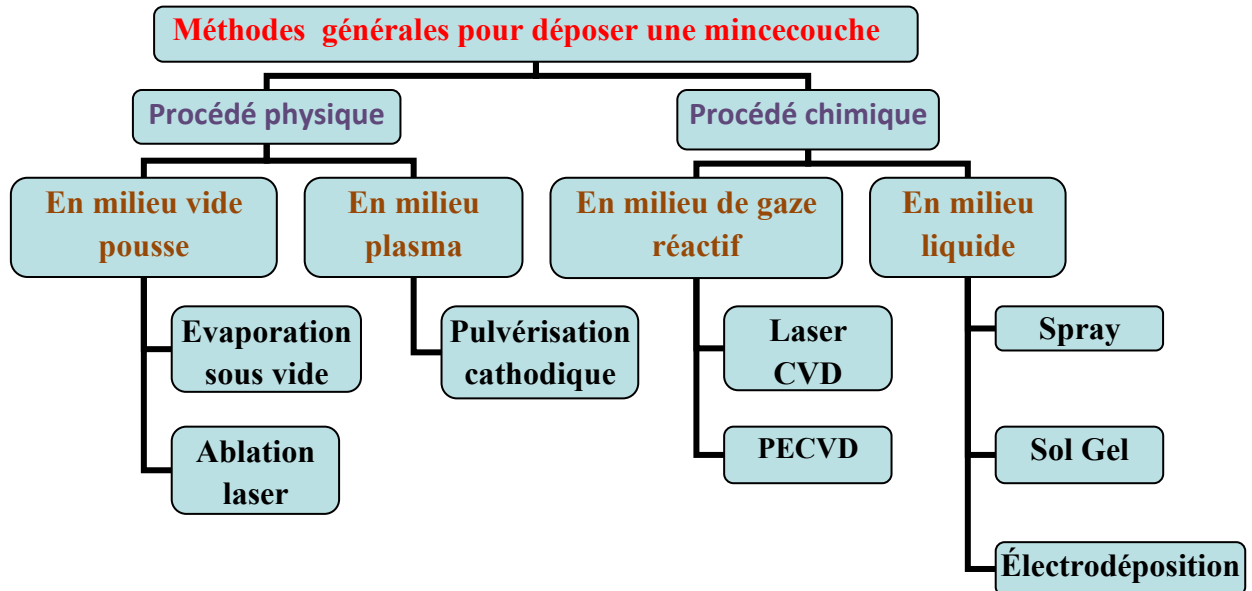 Méthodes générales pour déposer une mincecouche
Procédé physique
Procédé chimique
En milieu vide
pousse
En milieu
plasma
En milieu de gaze
réactif
En milieu
liquide
Evaporation
sous vide
Pulvérisation
cathodique
Laser
CVD
Spray
Ablation
laser
PECVD
Sol Gel
Électrodéposition